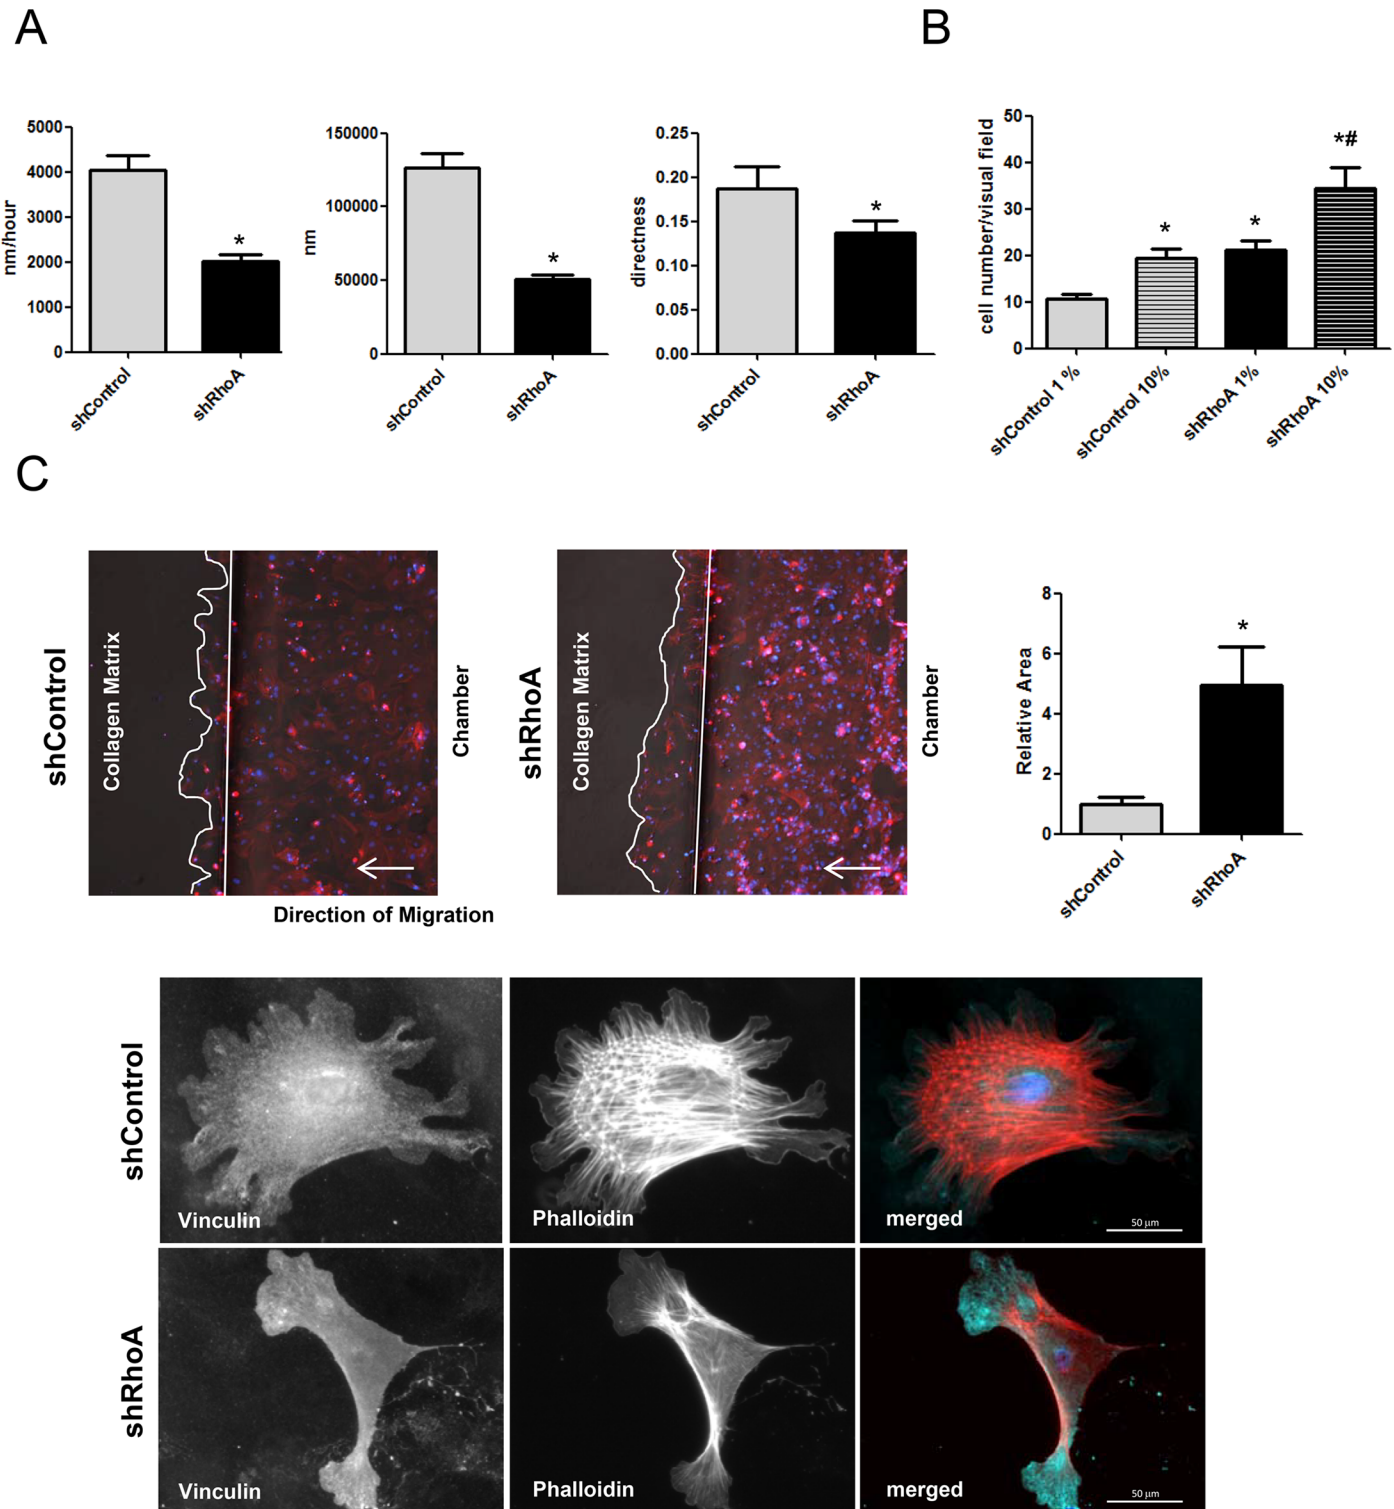 A
B
5000
4000
3000
2000
1000
0
nm/hour
*
shControl
shRhoA
150000
100000
50000
0
nm
*
shControl
shRhoA
0.25
0.20
0.15
0.10
0.05
0.00
directness
*
shControl
shRhoA
50
40
30
20
10
0
cell number/visual field
*
*
*#
shControl 1 %
shControl 10%
shRhoA 1%
shRhoA 10%
C
shControl
Collagen Matrix
Chamber
shRhoA
Collagen Matrix
Chamber
Direction of Migration
8
6
4
2
0
Relative Area
*
shControl
shRhoA
shControl
Vinculin
Phalloidin
merged
50 µm
shRhoA
Vinculin
Phalloidin
merged
50 µm